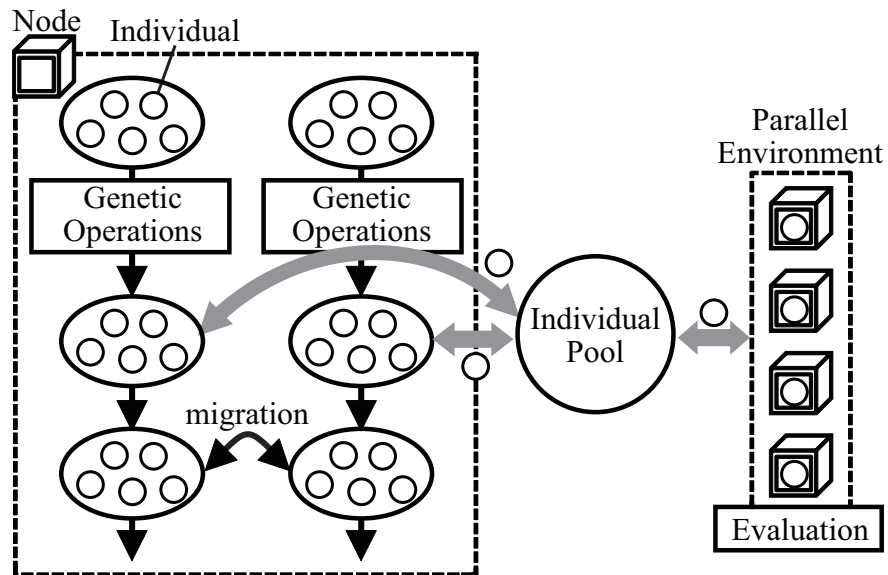 Node
Individual
Genetic
Operations
Genetic
Operations
migration
Individual
Pool
Parallel
Environment
Evaluation